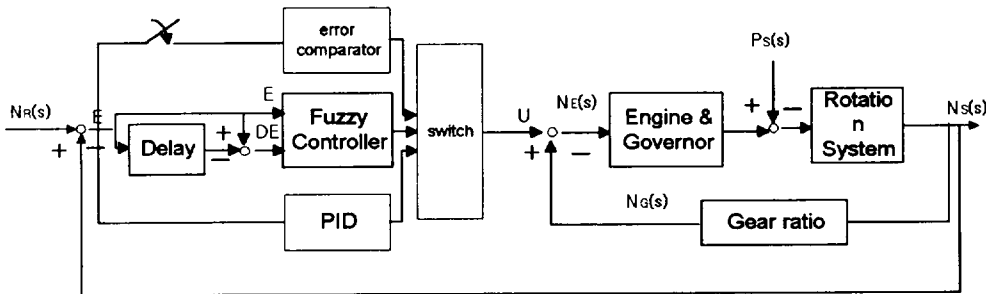 error
comparator
NR(s)
E
+
−
Delay
+
−
E
DE
Fuzzy
Controller
PID
switch
U
+
−
NE(s)
Engine &
Governor
PS(s)
+
−
Rotatio
n
System
NS(s)
NG(s)
Gear ratio